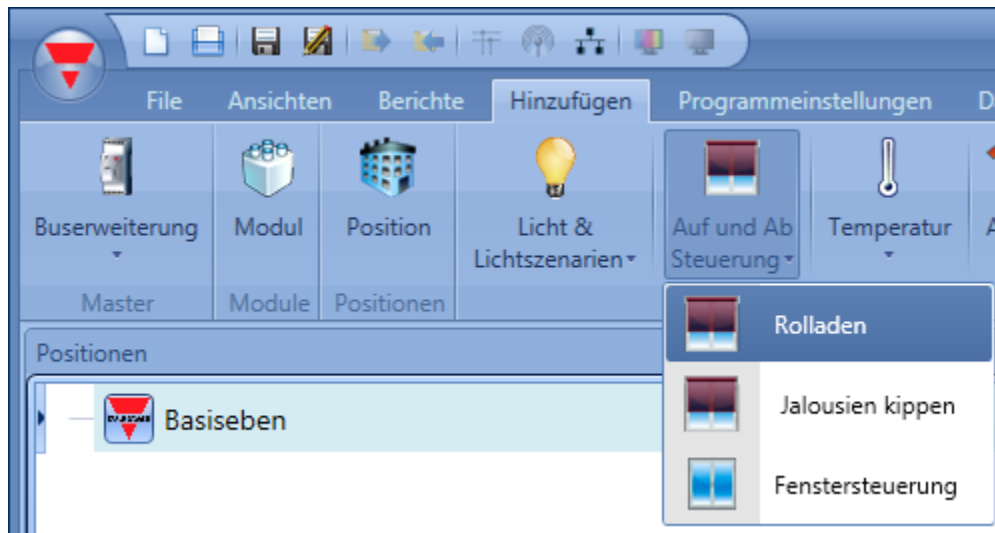 File Ansichten Berichte Hinzufügen Programmeinstellungen
Buserweiterung
Modul
Position
Licht &
Lichtszenarien
Auf und Ab
Steuerung
Temperatur
Master
Module
Positionen
Rolladen
Jalousien kippen
Fenstersteuerung
Positionen
Basiseben